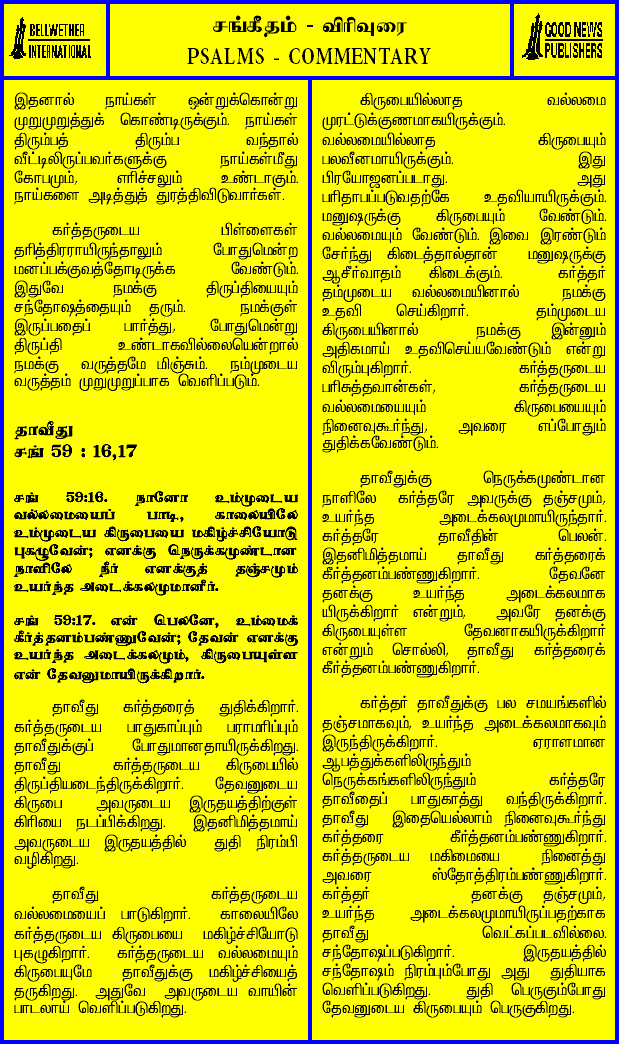 BELLWETHER
INTERNATIONAL
சங்கீதம் - விரிவுரை
PSALMS - COMMENTARY
GOOD NEWS
PUBLISHERS
இதனால் நாய்கள் ஒன்றுக்கொன்று
முறுமுறுத்துக் கொண்டிருக்கும். நாய்கள்
திரும்பத் திரும்ப வந்தால்
வீட்டிலிருப்பவர்களுக்கு நாய்கள்மீது
கோபமும், எரிச்சலும் உண்டாகும்.
நாய்களை அடித்துத் துரத்திவிடுவார்கள்.
கர்த்தருடைய பிள்ளைகள்
தரித்திரராயிருந்தாலும் போதுமென்ற
மனப்பக்குவத்தோடிருக்க வேண்டும்.
இதுவே நமக்கு திருப்தியையும்
சந்தோஷத்தையும் தரும். நமக்குள்
இருப்பதைப் பார்த்து, போதுமென்று
திருப்தி உண்டாகவில்லையென்றால்
நமக்கு வருத்தமே மிஞ்சும். நம்முடைய
வருத்தம் முறுமுறுப்பாக வெளிப்படும்.
தாவீது
சங் 59 : 16,17
சங் 59:16. நானோ உம்முடைய
வல்லமையைப் பாடி, காலையிலே
உம்முடைய கிருபையை மகிழ்ச்சியோடு
புகழுவேன்; எனக்கு நெருக்கமுண்டான
நாளிலே நீர் எனக்குத் தஞ்சமும்
உயர்ந்த அடைக்கலமுமானீர்.
சங் 59:17. என் பெலனே, உம்மைக்
கீர்த்தனம்பண்ணுவேன்; தேவன் எனக்கு
உயர்ந்த அடைக்கலமும், கிருபையுள்ள
என் தேவனுமாயிருக்கிறார்.
தாவீது கர்த்தரைத் துதிக்கிறார்.
கர்த்தருடைய பாதுகாப்பும் பராமரிப்பும்
தாவீதுக்குப் போதுமானதாயிருக்கிறது.
தாவீது கர்த்தருடைய கிருபையில்
திருப்தியடைந்திருக்கிறார். தேவனுடைய
கிருபை அவருடைய இருதயத்திற்குள்
கிரியை நடப்பிக்கிறது. இதனிமித்தமாய்
அவருடைய இருதயத்தில் துதி நிரம்பி
வழிகிறது.
தாவீது கர்த்தருடைய
வல்லமையைப் பாடுகிறார். காலையிலே
கர்த்தருடைய கிருபையை மகிழ்ச்சியோடு
புகழுகிறார். கர்த்தருடைய வல்லமையும்
கிருபையுமே தாவீதுக்கு மகிழ்ச்சியைத்
தருகிறது. அதுவே அவருடைய வாயின்
பாடலாய் வெளிப்படுகிறது.
கிருபையில்லாத வல்லமை
முரட்டுக்குணமாகயிருக்கும்.
வல்லமையில்லாத கிருபையும்
பலவீனமாயிருக்கும். இது
பிரயோஜனப்படாது. அது
பரிதாபப்படுவதற்கே உதவியாயிருக்கும்.
மனுஷருக்கு கிருபையும் வேண்டும்.
வல்லமையும் வேண்டும். இவை இரண்டும்
சேர்ந்து கிடைத்தால்தான் மனுஷருக்கு
ஆசீர்வாதம் கிடைக்கும். கர்த்தர்
தம்முடைய வல்லமையினால் நமக்கு
உதவி செய்கிறார். தம்முடைய
கிருபையினால் நமக்கு இன்னும்
அதிகமாய் உதவிசெய்யவேண்டும் என்று
விரும்புகிறார். கர்த்தருடைய
பரிசுத்தவான்கள், கர்த்தருடைய
வல்லமையையும் கிருபையையும்
நினைவுகூர்ந்து, அவரை எப்போதும்
துதிக்கவேண்டும்.
தாவீதுக்கு நெருக்கமுண்டான
நாளிலே கர்த்தரே அவருக்கு தஞ்சமும்,
உயர்ந்த அடைக்கலமுமாயிருந்தார்.
கர்த்தரே தாவீதின் பெலன்.
இதனிமித்தமாய் தாவீது கர்த்தரைக்
கீர்த்தனம்பண்ணுகிறார். தேவனே
தனக்கு உயர்ந்த அடைக்கலமாக
யிருக்கிறார் என்றும், அவரே தனக்கு
கிருபையுள்ள தேவனாகயிருக்கிறார்
என்றும் சொல்லி, தாவீது கர்த்தரைக்
கீர்த்தனம்பண்ணுகிறார்.
கர்த்தர் தாவீதுக்கு பல சமயங்களில்
தஞ்சமாகவும், உயர்ந்த அடைக்கலமாகவும்
இருந்திருக்கிறார். ஏராளமான
ஆபத்துக்களிலிருந்தும்
நெருக்கங்களிலிருந்தும் கர்த்தரே
தாவீதைப் பாதுகாத்து வந்திருக்கிறார்.
தாவீது இதையெல்லாம் நினைவுகூர்ந்து
கர்த்தரை கீர்த்தனம்பண்ணுகிறார்.
கர்த்தருடைய மகிமையை நினைத்து
அவரை ஸ்தோத்திரம்பண்ணுகிறார்.
கர்த்தர் தனக்கு தஞ்சமும்,
உயர்ந்த அடைக்கலமுமாயிருப்பதற்காக
தாவீது வெட்கப்படவில்லை.
சந்தோஷப்படுகிறார். இருதயத்தில்
சந்தோஷம் நிரம்பும்போது அது துதியாக
வெளிப்படுகிறது. துதி பெருகும்போது
தேவனுடைய கிருபையும் பெருகுகிறது.